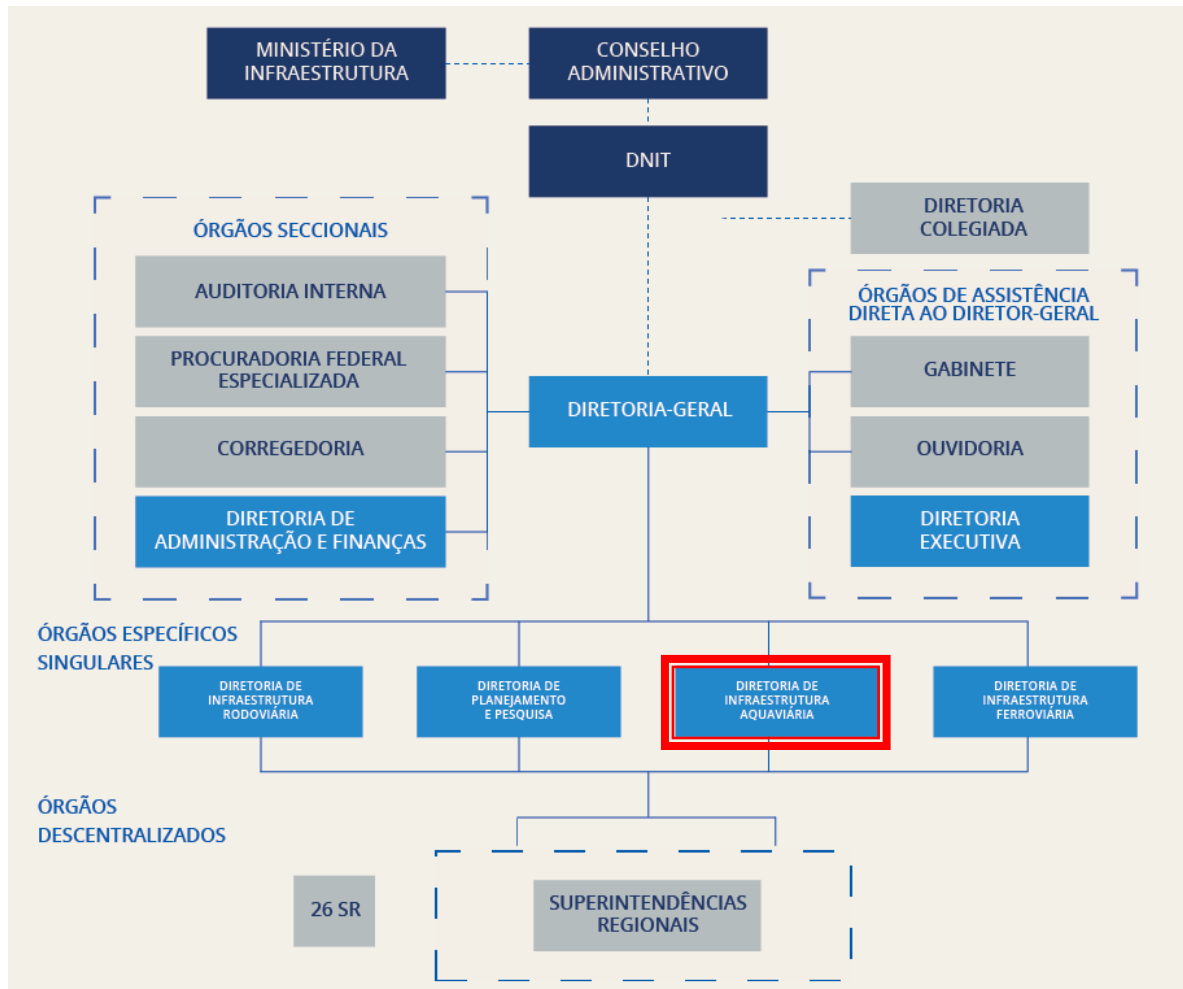 MINISTÉRIO DA
INFRAESTRUTURA
CONSELHO
ADMINISTRATIVO
DNIT
DIRETORIA
COLEGIADA
ÓRGÃOS SECCIONAIS
AUDITORIA INTERNA
PROCURADORIA FEDERAL
ESPECIALIZADA
CORREGEDORIA
DIRETORIA DE
ADMINISTRAÇÃO E FINANÇAS
DIRETORIA-GERAL
ÓRGÃOS DE ASSISTÊNCIA
DIRETA AO DIRETOR-GERAL
GABINETE
OUVIDORIA
DIRETORIA
EXECUTIVA
ÓRGÃOS ESPECÍFICOS
SINGULARES
DIRETORIA DE
INFRAESTRUTURA
RODOVIÁRIA
DIRETORIA DE
PLANEJAMENTO
E PESQUISA
DIRETORIA DE
INFRAESTRUTURA
AQUAVIÁRIA
DIRETORIA DE
INFRAESTRUTURA
FERROVIÁRIA
ÓRGÃOS
DESCENTRALIZADOS
26 SR
SUPERINTENDÊNCIAS
REGIONAIS